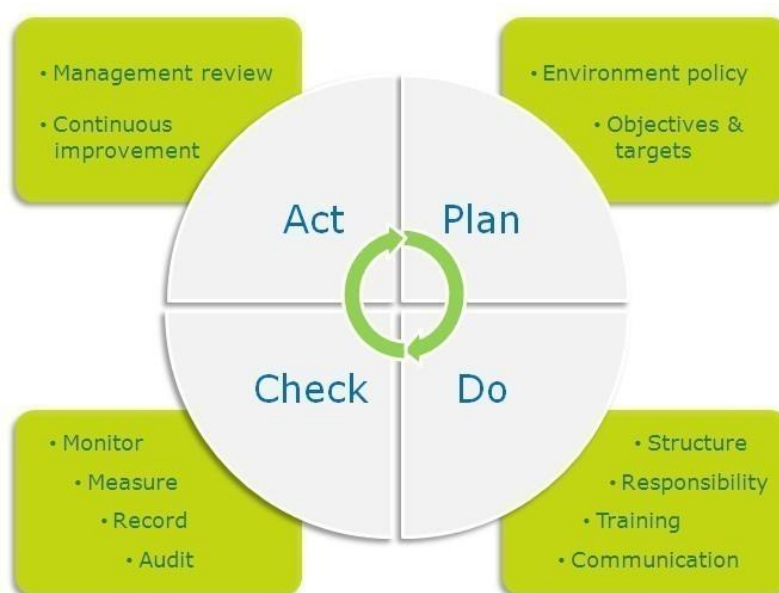 • Management review
• Continuous
improvement
• Environment policy
• Objectives &
targets
Act
Plan
Check
Do
• Monitor
• Measure
• Record
• Audit
• Structure
• Responsibility
• Training
• Communication